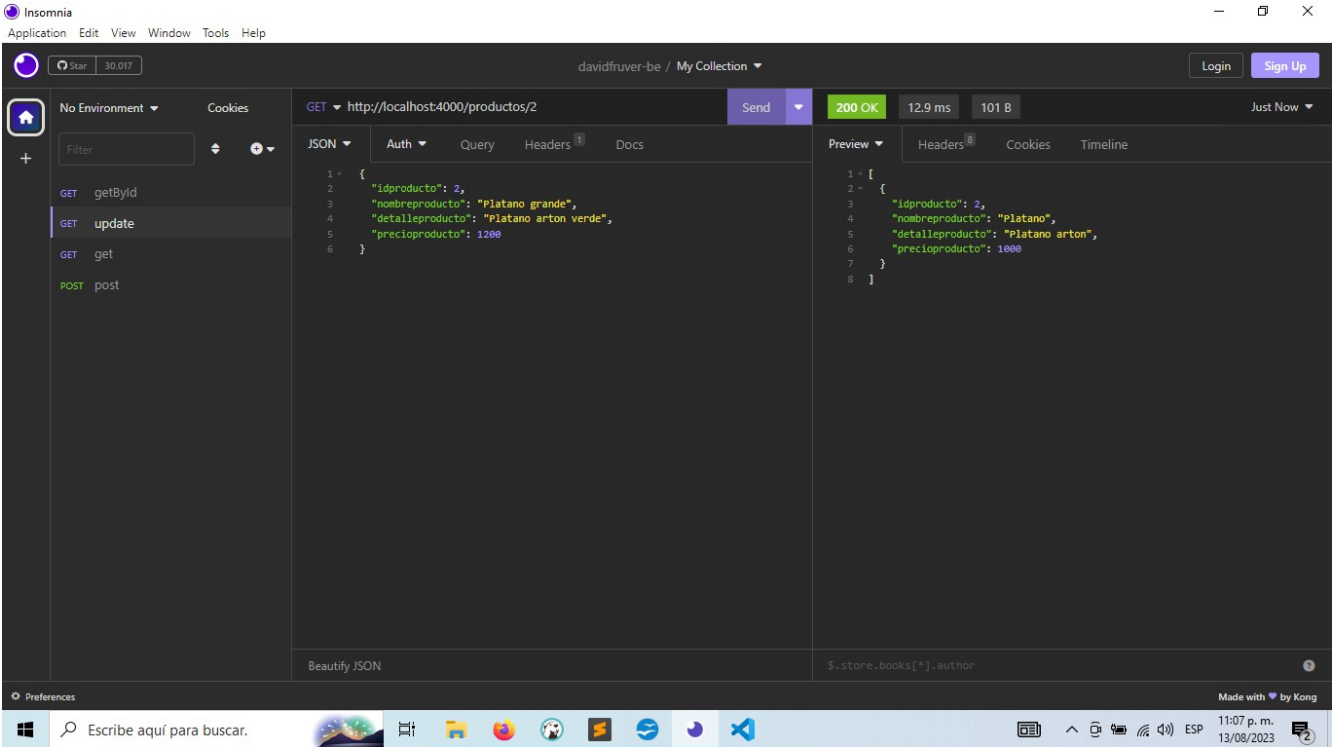 Insomnia
Application Edit View Window Tools Help
Star 30.017
davidfruver-be / My Collection
Login Sign Up
No Environment Cookies
Filter
GET getById
GET update
GET get
POST post
GET http://localhost:4000/productos/2 Send
JSON Auth Query Headers 1 Docs
1 {
2 "idproducto": 2,
3 "nombreproducto": "Platano grande",
4 "detalleproducto": "Platano arton verde",
5 "precioproducto": 1200
6 }
Beautify JSON
200 OK 12.9 ms 101 B Just Now
Preview Headers 8 Cookies Timeline
1 [
2 {
3 "idproducto": 2,
4 "nombreproducto": "Platano",
5 "detalleproducto": "Platano arton",
6 "precioproducto": 1000
7 }
8 ]
$.store.books[*].author
Preferences
Made with by Kong
Escribe aquí para buscar.
ESP
11:07 p. m.
13/08/2023
2